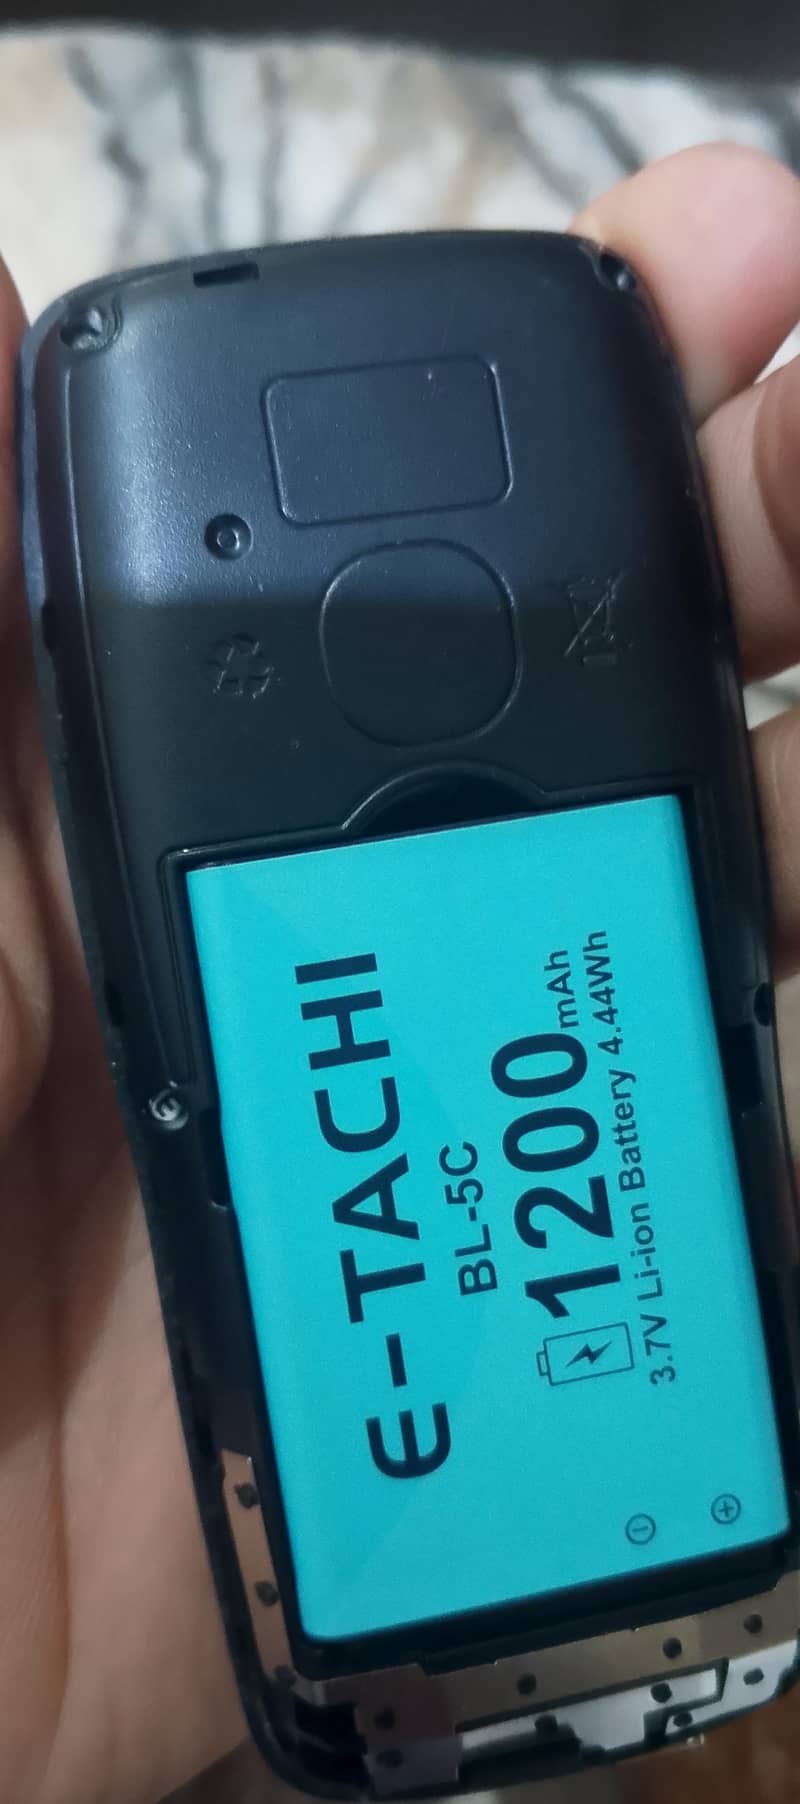 E-TACHI
BL-5C
1200mAh
3.7V Li-ion Battery 4.44Wh